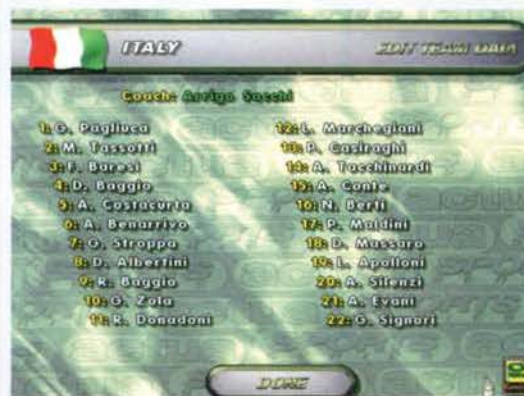 ITALY
EDIT TEAM DATA
Coach: Arrigo Sacchi
1: G. Pagliuca
2: M. Tassotti
3: F. Baresi
4: D. Baggio
5: A. Costacurta
6: A. Benarrivo
7: G. Stroppa
8: D. Albertini
9: R. Baggio
10: G. Zola
11: R. Donadoni
12: L. Marchegiani
13: P. Casiraghi
14: A. Tacchinardi
15: A. Conte
16: N. Berti
17: P. Maldini
18: D. Massaro
19: L. Apolloni
20: A. Silenzi
21: A. Evani
22: G. Signori
DONE